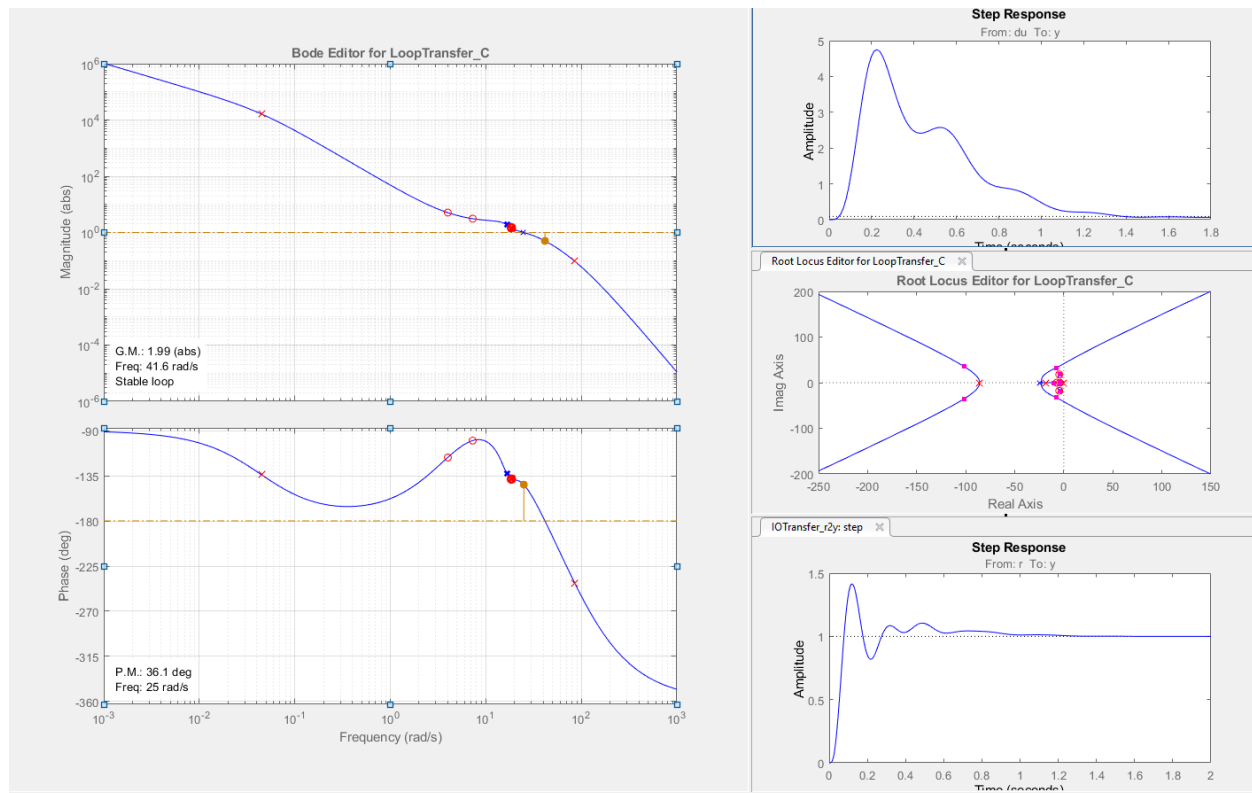 Bode Editor for LoopTransfer_C
Magnitude (abs)
10^6
10^4
10^2
10^0
10^-2
10^-4
10^-6
G.M.: 1.99 (abs)
Freq: 41.6 rad/s
Stable loop
Phase (deg)
-90
-135
-180
-225
-270
-315
-360
P.M.: 36.1 deg
Freq: 25 rad/s
10^-3
10^-2
10^-1
10^0
10^1
10^2
10^3
Frequency (rad/s)
Step Response
From: du To: y
Amplitude
5
4
3
2
1
0
0 0.2 0.4 0.6 0.8 1 1.2 1.4 1.6 1.8
Time (seconds)
Root Locus Editor for LoopTransfer_C
Root Locus Editor for LoopTransfer_C
Imag Axis
200
100
0
-100
-200
-250 -200 -150 -100 -50 0 50 100 150
Real Axis
IOTransfer_r2y: step
Step Response
From: r To: y
Amplitude
1.5
1
0.5
0
0 0.2 0.4 0.6 0.8 1 1.2 1.4 1.6 1.8 2
Time (seconds)